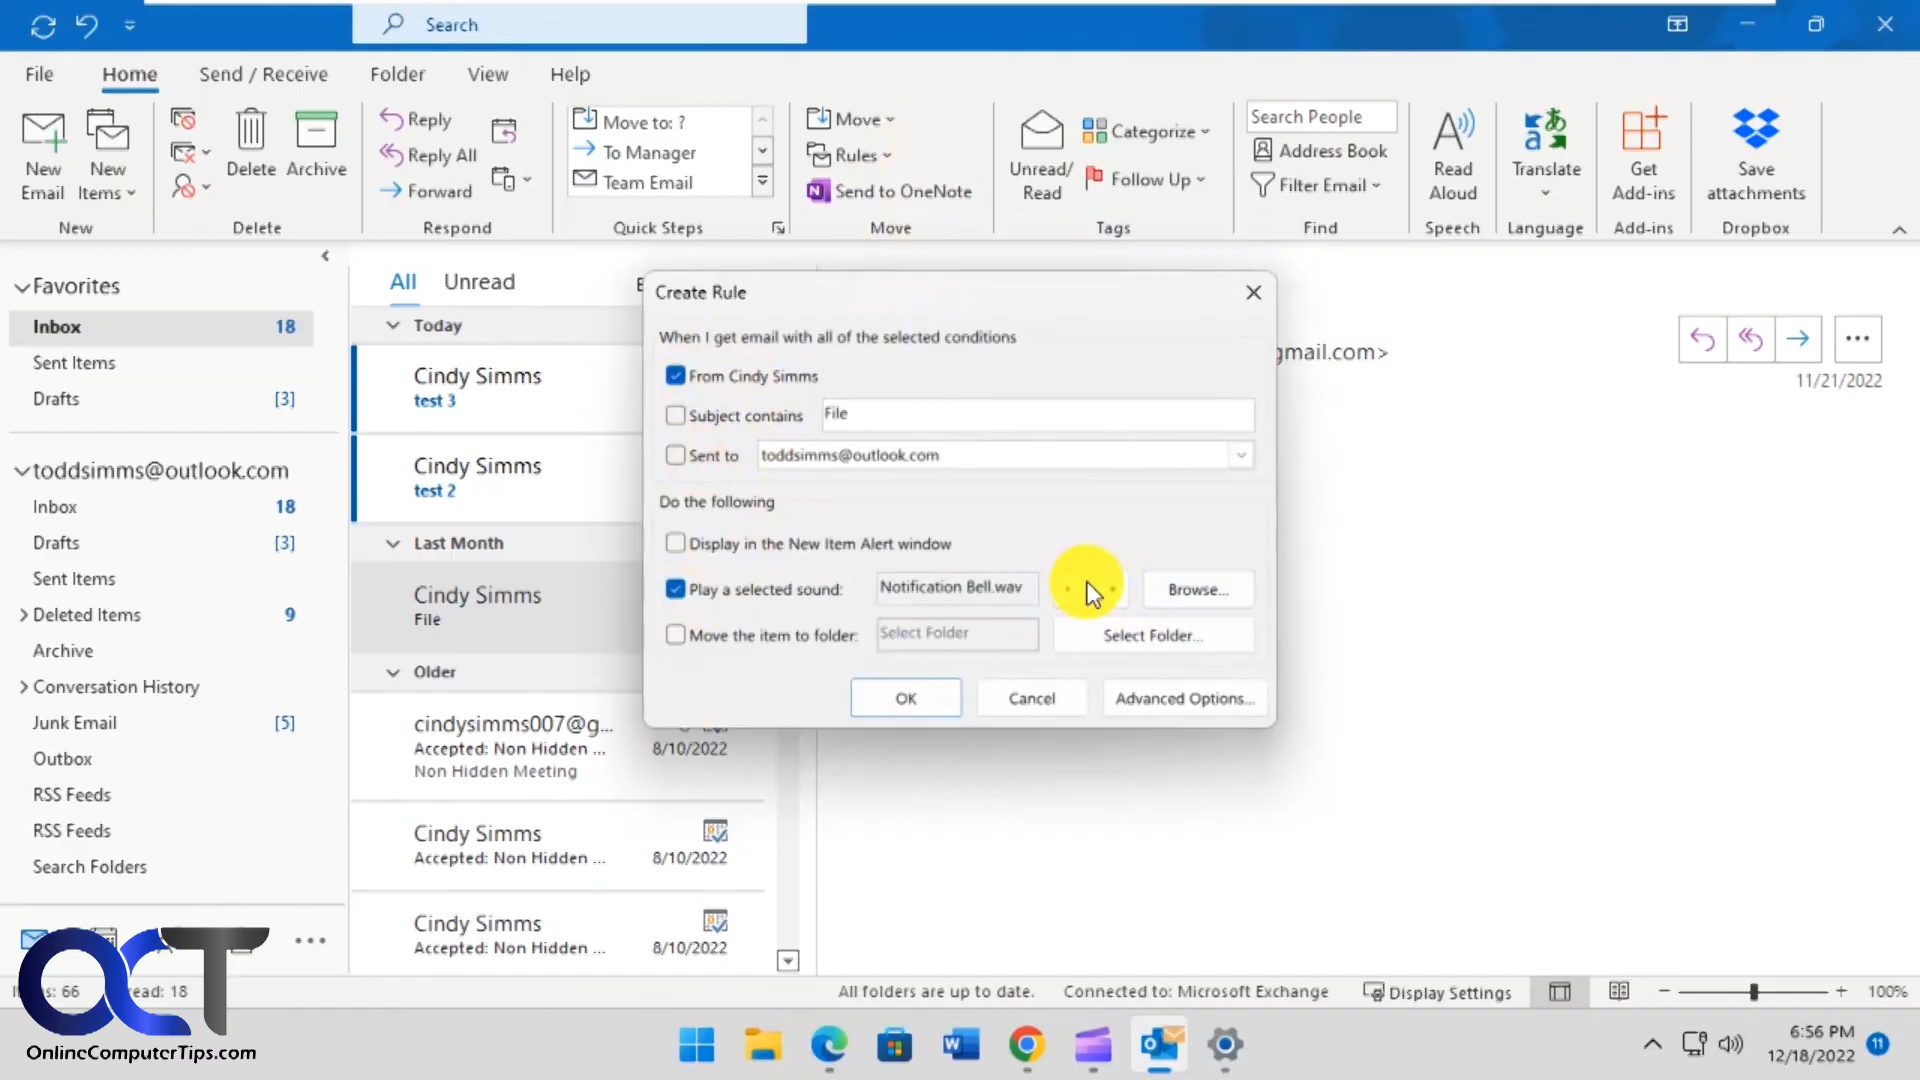 Search
File Home Send / Receive Folder View Help
New Email
New Items
New
Delete
Archive
Delete
Reply
Reply All
Forward
Respond
Move to: ?
To Manager
Team Email
Quick Steps
Move
Rules
Send to OneNote
Move
Unread/ Read
Categorize
Follow Up
Tags
Search People
Address Book
Filter Email
Find
Read Aloud
Speech
Translate
Language
Get Add-ins
Add-ins
Save attachments
Dropbox
Favorites
Inbox 18
Sent Items
Drafts [3]
toddsimms@outlook.com
Inbox 18
Drafts [3]
Sent Items
Deleted Items 9
Archive
Conversation History
Junk Email [5]
Outbox
RSS Feeds
RSS Feeds
Search Folders
All Unread
Today
Cindy Simms
test 3
Cindy Simms
test 2
Last Month
Cindy Simms
File
Older
cindysimms007@g...
Accepted: Non Hidden ... 8/10/2022
Non Hidden Meeting
Cindy Simms
Accepted: Non Hidden ... 8/10/2022
Cindy Simms
Accepted: Non Hidden ... 8/10/2022
Create Rule
When I get email with all of the selected conditions
From Cindy Simms
Subject contains File
Sent to toddsimms@outlook.com
Do the following
Display in the New Item Alert window
Play a selected sound: Notification Bell.wav Browse...
Move the item to folder: Select Folder Select Folder...
OK Cancel Advanced Options...
gmail.com>
11/21/2022
66 ead: 18
All folders are up to date. Connected to: Microsoft Exchange Display Settings 100%
OCT
OnlineComputerTips.com
6:56 PM
12/18/2022
11